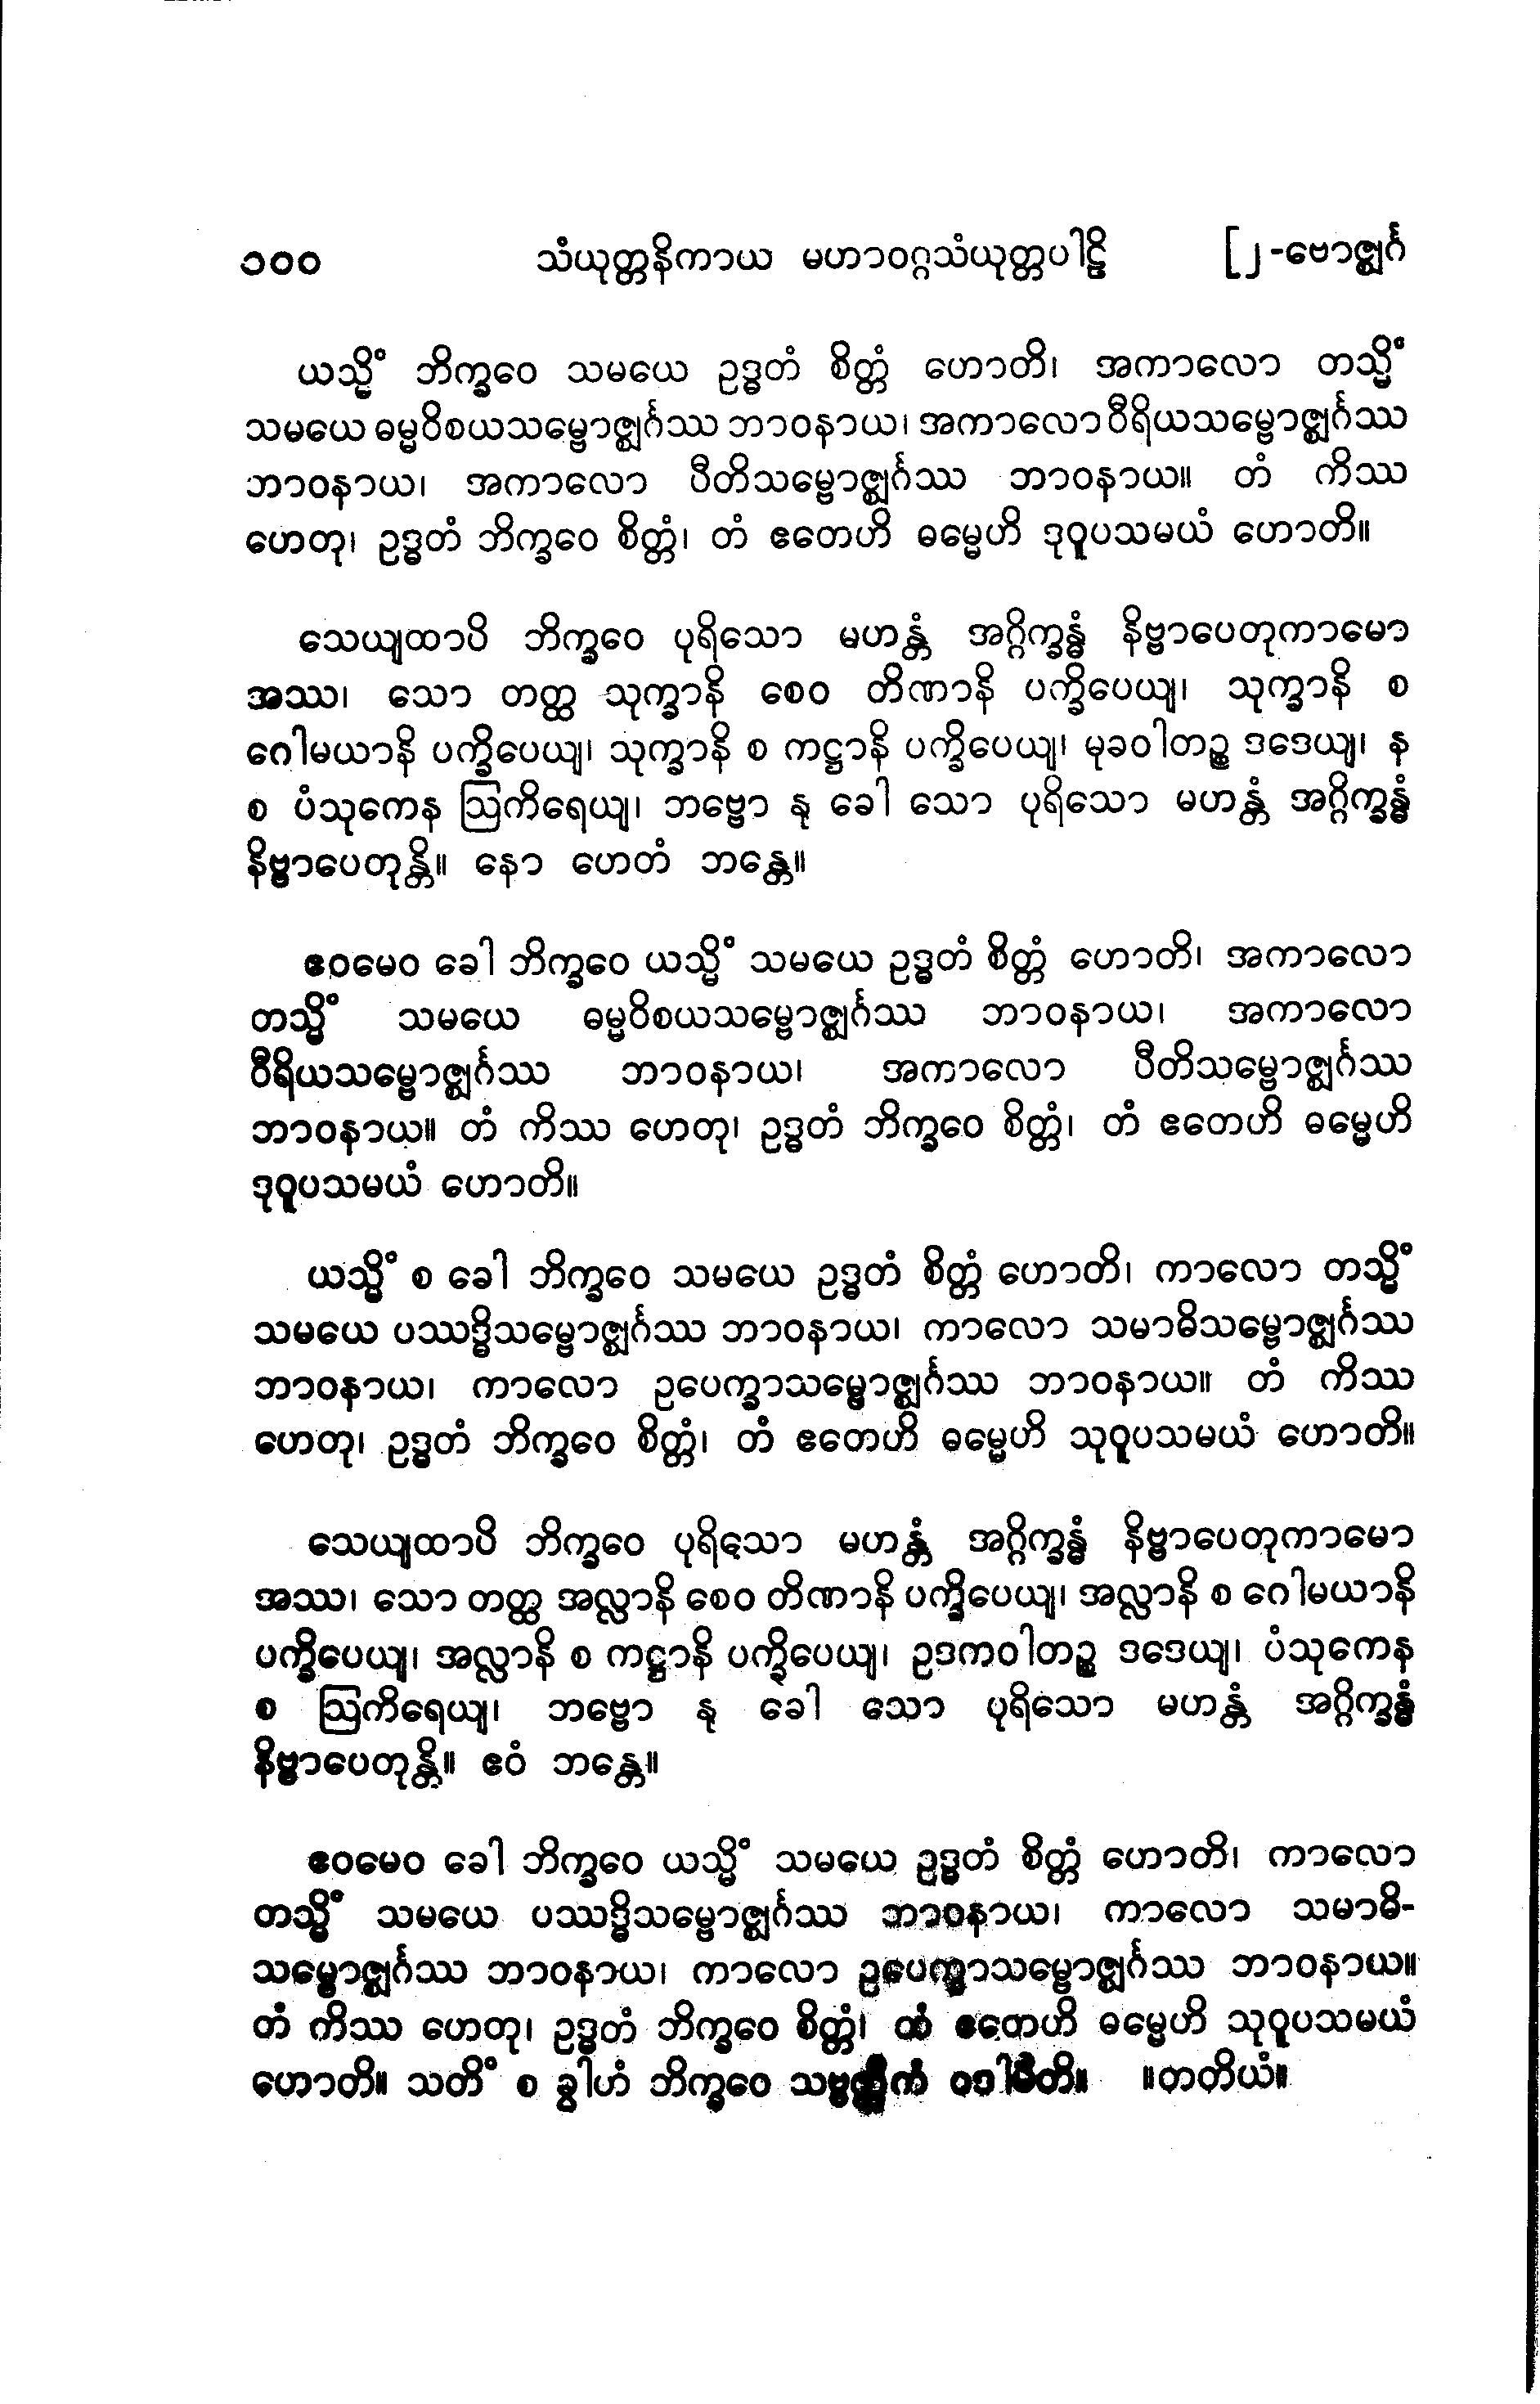 ၁၀၀ သံယုတ္တနိကာယ မဟာဝဂ္ဂသံယုတ္တပါဠိ [၂-ဗောဇ္ဈင်္ဂ
ယသ္မိံ ဘိက္ခဝေ သမယေ ဥဒ္ဓတံ စိတ္တံ ဟောတိ၊ အကာလော တသ္မိံ
သမယေ ဓမ္မဝိစယသမ္ဗောဇ္ဈင်္ဂဿ ဘာဝနာယ၊ အကာလော ဝီရိယသမ္ဗောဇ္ဈင်္ဂဿ
ဘာဝနာယ၊ အကာလော ပီတိသမ္ဗောဇ္ဈင်္ဂဿ ဘာဝနာယ။ တံ ကိဿ
ဟေတု၊ ဥဒ္ဓတံ ဘိက္ခဝေ စိတ္တံ၊ တံ ဧတေဟိ ဓမ္မေဟိ ဒုဝူပသမယံ ဟောတိ။
သေယျထာပိ ဘိက္ခဝေ ပုရိသော မဟန္တံ အဂ္ဂိက္ခန္ဓံ နိဗ္ဗာပေတုကာမော
အဿ၊ သော တတ္ထ သုက္ခာနိ စေဝ တိဏာနိ ပက္ခိပေယျ၊ သုက္ခာနိ စ
ဂေါမယာနိ ပက္ခိပေယျ၊ သုက္ခာနိ စ ကဋ္ဌာနိ ပက္ခိပေယျ၊ မုခဝါတဉ္စ ဒဒေယျ၊ န
စ ပံသုကေန ဩကိရေယျ၊ ဘဗ္ဗော နု ခေါ သော ပုရိသော မဟန္တံ အဂ္ဂိက္ခန္ဓံ
နိဗ္ဗာပေတုန္တိ။ နော ဟေတံ ဘန္တေ။
ဧဝမေဝ ခေါ ဘိက္ခဝေ ယသ္မိံ သမယေ ဥဒ္ဓတံ စိတ္တံ ဟောတိ၊ အကာလော
တသ္မိံ သမယေ ဓမ္မဝိစယသမ္ဗောဇ္ဈင်္ဂဿ ဘာဝနာယ၊ အကာလော
ဝီရိယသမ္ဗောဇ္ဈင်္ဂဿ ဘာဝနာယ၊ အကာလော ပီတိသမ္ဗောဇ္ဈင်္ဂဿ
ဘာဝနာယ။ တံ ကိဿ ဟေတု၊ ဥဒ္ဓတံ ဘိက္ခဝေ စိတ္တံ၊ တံ ဧတေဟိ ဓမ္မေဟိ
ဒုဝူပသမယံ ဟောတိ။
ယသ္မိံ စ ခေါ ဘိက္ခဝေ သမယေ ဥဒ္ဓတံ စိတ္တံ ဟောတိ၊ ကာလော တသ္မိံ
သမယေ ပဿဒ္ဓိသမ္ဗောဇ္ဈင်္ဂဿ ဘာဝနာယ၊ ကာလော သမာဓိသမ္ဗောဇ္ဈင်္ဂဿ
ဘာဝနာယ၊ ကာလော ဥပေက္ခာသမ္ဗောဇ္ဈင်္ဂဿ ဘာဝနာယ။ တံ ကိဿ
ဟေတု၊ ဥဒ္ဓတံ ဘိက္ခဝေ စိတ္တံ၊ တံ ဧတေဟိ ဓမ္မေဟိ သုဝူပသမယံ ဟောတိ။
သေယျထာပိ ဘိက္ခဝေ ပုရိသော မဟန္တံ အဂ္ဂိက္ခန္ဓံ နိဗ္ဗာပေတုကာမော
အဿ၊ သော တတ္ထ အလ္လာနိ စေဝ တိဏာနိ ပက္ခိပေယျ၊ အလ္လာနိ စ ဂေါမယာနိ
ပက္ခိပေယျ၊ အလ္လာနိ စ ကဋ္ဌာနိ ပက္ခိပေယျ၊ ဥဒကဝါတဉ္စ ဒဒေယျ၊ ပံသုကေန
စ ဩကိရေယျ၊ ဘဗ္ဗော နု ခေါ သော ပုရိသော မဟန္တံ အဂ္ဂိက္ခန္ဓံ
နိဗ္ဗာပေတုန္တိ။ ဧဝံ ဘန္တေ။
ဧဝမေဝ ခေါ ဘိက္ခဝေ ယသ္မိံ သမယေ ဥဒ္ဓတံ စိတ္တံ ဟောတိ၊ ကာလော
တသ္မိံ သမယေ ပဿဒ္ဓိသမ္ဗောဇ္ဈင်္ဂဿ ဘာဝနာယ၊ ကာလော သမာဓိ-
သမ္ဗောဇ္ဈင်္ဂဿ ဘာဝနာယ၊ ကာလော ဥပေက္ခာသမ္ဗောဇ္ဈင်္ဂဿ ဘာဝနာယ။
တံ ကိဿ ဟေတု၊ ဥဒ္ဓတံ ဘိက္ခဝေ စိတ္တံ၊ တံ ဧတေဟိ ဓမ္မေဟိ သုဝူပသမယံ
ဟောတိ။ သတိံ စ ခွါဟံ ဘိက္ခဝေ သဗ္ဗတ္ထိကံ ဝဒါမီတိ။ ။တတိယံ။